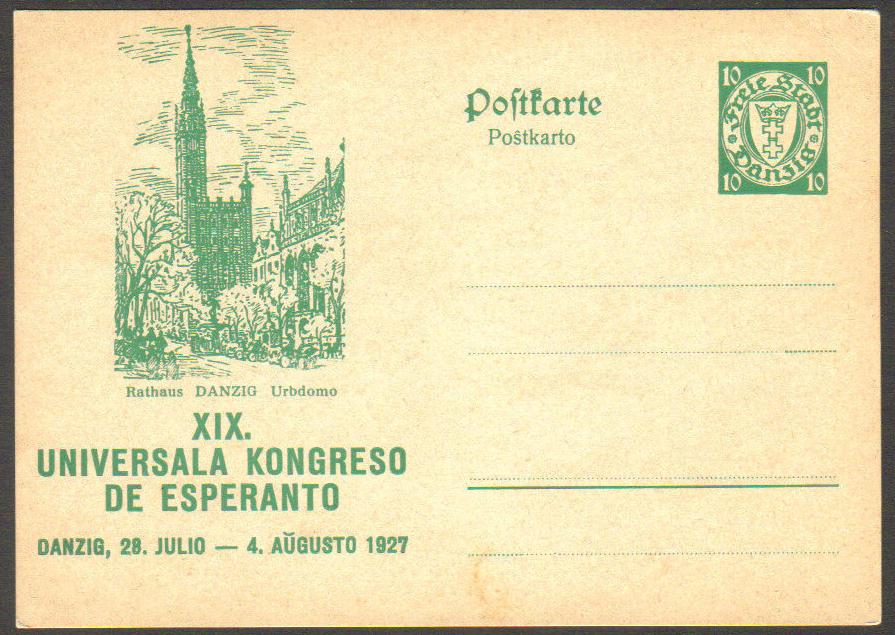 Rathaus DANZIG Urbdomo
XIX.
UNIVERSALA KONGRESO
DE ESPERANTO
DANZIG, 28. JULIO — 4. AŬGUSTO 1927
Poſtkarte
Poŝtkarto
10 10
Freie Stadt
Danzig
10 10